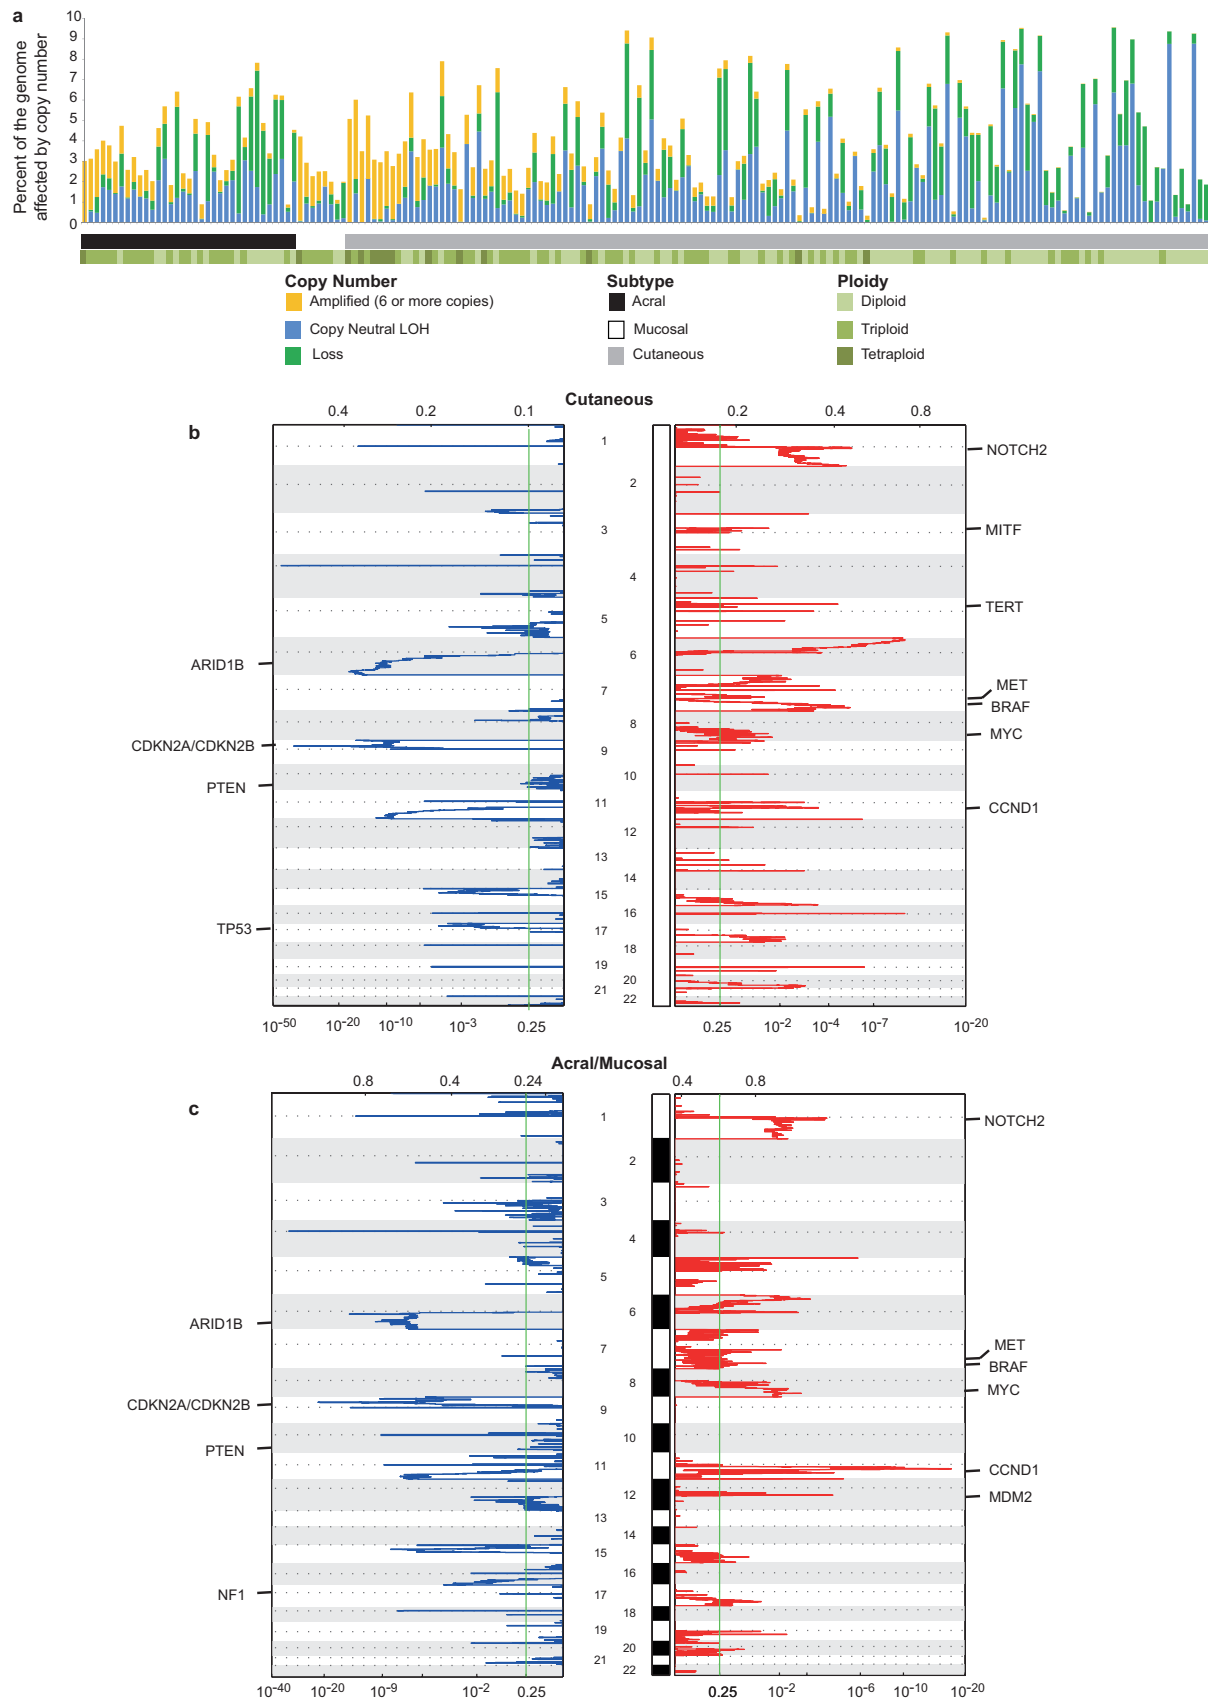 a
Percent of the genome
affected by copy number
10
9
8
7
6
5
4
3
2
1
0
Copy Number
Amplified (6 or more copies)
Copy Neutral LOH
Loss
Subtype
Acral
Mucosal
Cutaneous
Ploidy
Diploid
Triploid
Tetraploid
b
Cutaneous
0.4 0.2 0.1 0.2 0.4 0.8
1
2
3
4
5
6
7
8
9
10
11
12
13
14
15
16
17
18
19
20
21
22
ARID1B
CDKN2A/CDKN2B
PTEN
TP53
NOTCH2
MITF
TERT
MET
BRAF
MYC
CCND1
10⁻⁵⁰ 10⁻²⁰ 10⁻¹⁰ 10⁻³ 0.25 0.25 10⁻² 10⁻⁴ 10⁻⁷ 10⁻²⁰
c
Acral/Mucosal
0.8 0.4 0.24 0.4 0.8
1
2
3
4
5
6
7
8
9
10
11
12
13
14
15
16
17
18
19
20
21
22
ARID1B
CDKN2A/CDKN2B
PTEN
NF1
NOTCH2
MET
BRAF
MYC
CCND1
MDM2
10⁻⁴⁰ 10⁻²⁰ 10⁻⁹ 10⁻² 0.25 0.25 10⁻² 10⁻⁶ 10⁻¹⁰ 10⁻²⁰